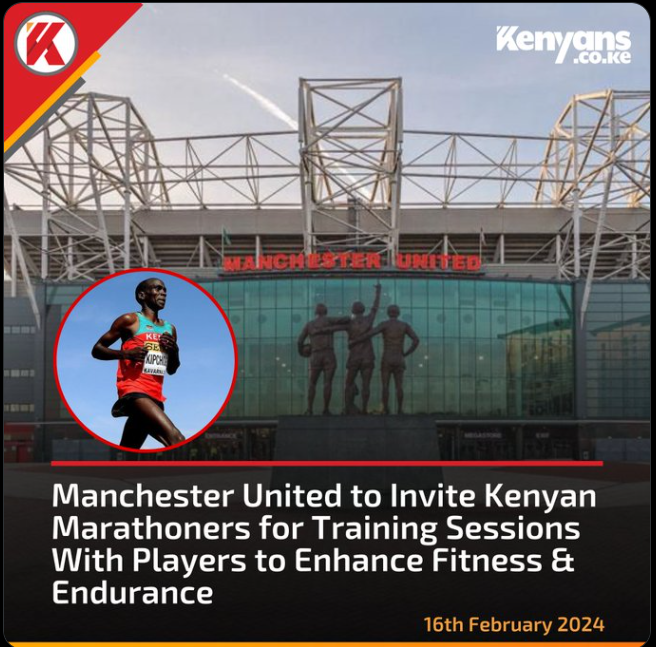 Kenyans
.co.ke
MANCHESTER UNITED
KIPCHO
Manchester United to Invite Kenyan
Marathoners for Training Sessions
With Players to Enhance Fitness &
Endurance
16th February 2024